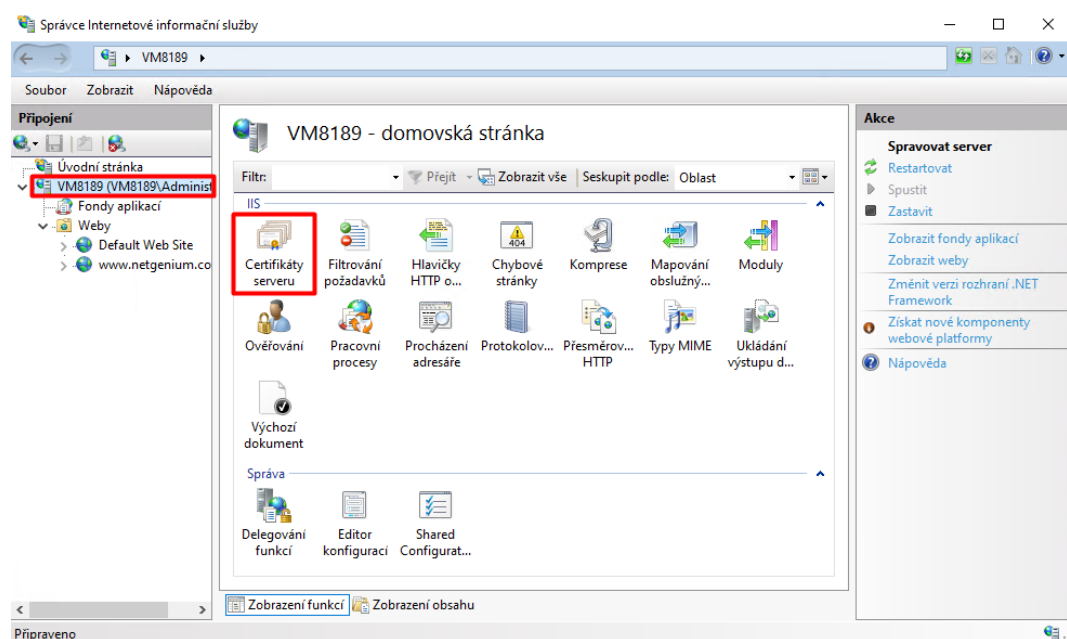 Správce Internetové informační služby
VM8189
Soubor Zobrazit Nápověda
Připojení
Úvodní stránka
VM8189 (VM8189\Administ
Fondy aplikací
Weby
Default Web Site
www.netgenium.co
VM8189 - domovská stránka
Filtr: Přejít Zobrazit vše Seskupit podle: Oblast
IIS
Certifikáty serveru
Filtrování požadavků
Hlavičky HTTP o...
404
Chybové stránky
Komprese
Mapování obslužný...
Moduly
Ověřování
Pracovní procesy
Procházení adresáře
Protokolov...
Přesměrov... HTTP
Typy MIME
Ukládání výstupu d...
Výchozí dokument
Správa
Delegování funkcí
Editor konfigurací
Shared Configurat...
Zobrazení funkcí Zobrazení obsahu
Akce
Spravovat server
Restartovat
Spustit
Zastavit
Zobrazit fondy aplikací
Zobrazit weby
Změnit verzi rozhraní .NET
Framework
Získat nové komponenty
webové platformy
Nápověda
Připraveno